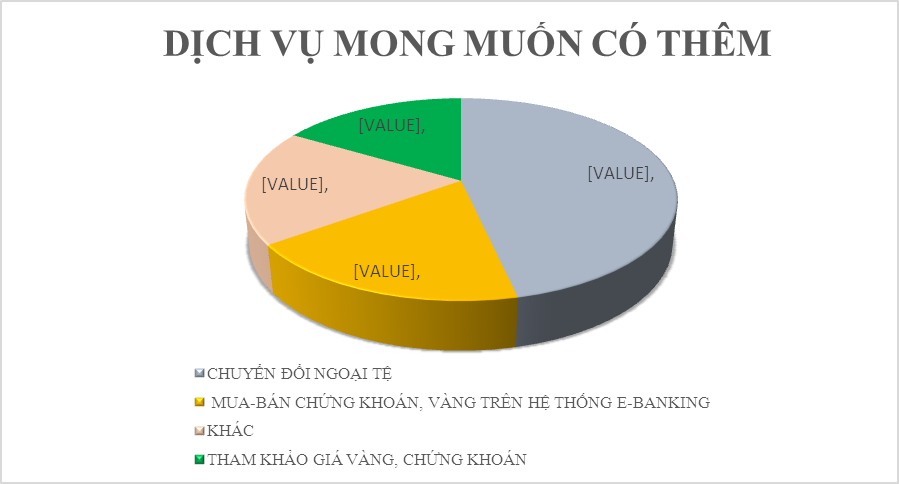 DỊCH VỤ MONG MUỐN CÓ THÊM
[VALUE],
[VALUE],
[VALUE],
[VALUE],
CHUYỂN ĐỔI NGOẠI TỆ
MUA-BÁN CHỨNG KHOÁN, VÀNG TRÊN HỆ THỐNG E-BANKING
KHÁC
THAM KHẢO GIÁ VÀNG, CHỨNG KHOÁN